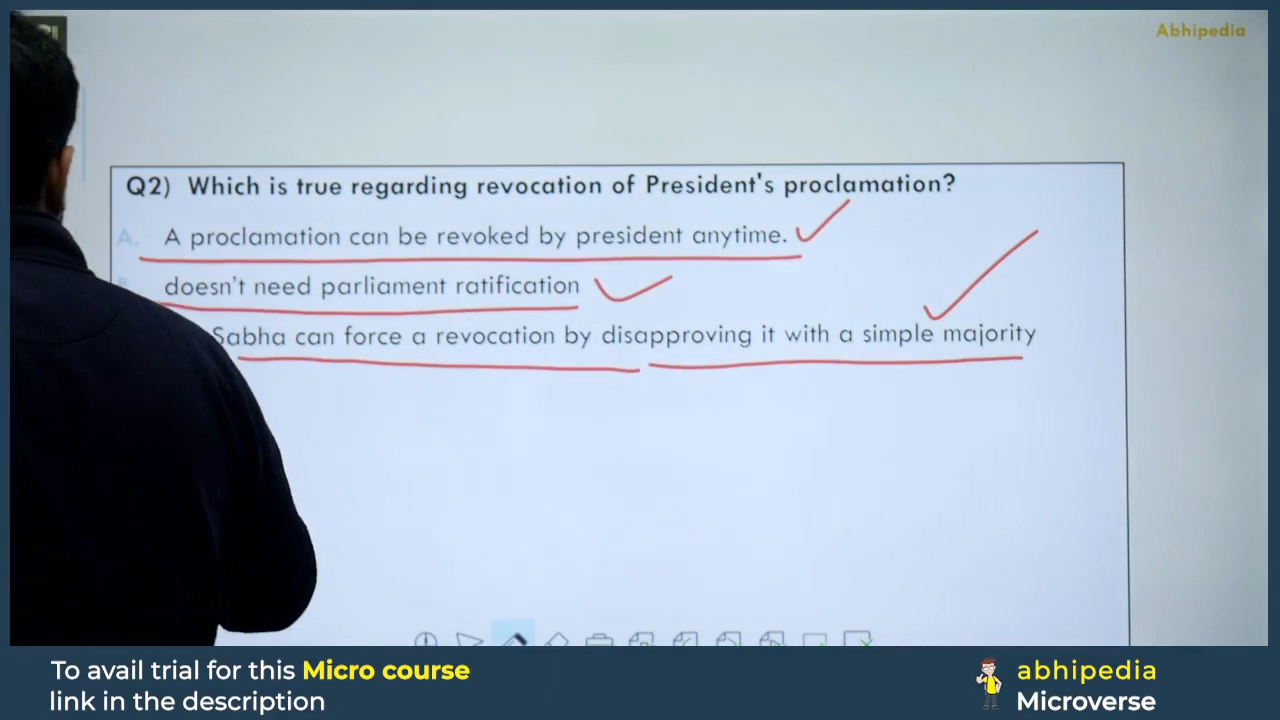 Abhipedia
Q2) Which is true regarding revocation of President's proclamation?
A. A proclamation can be revoked by president anytime.
doesn't need parliament ratification
Sabha can force a revocation by disapproving it with a simple majority
To avail trial for this Micro course
link in the description
abhipedia
Microverse